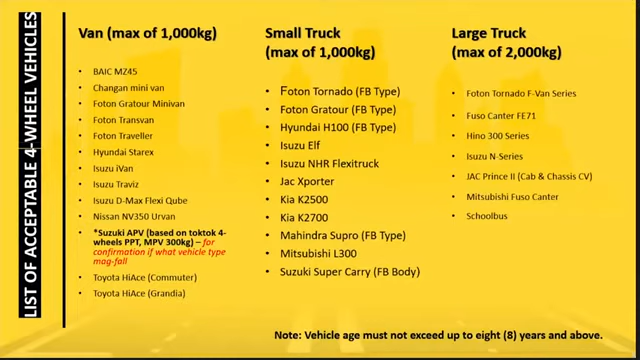 LIST OF ACCEPTABLE 4-WHEEL VEHICLES
Van (max of 1,000kg)
• BAIC MZ45
• Changan mini van
• Foton Gratour Minivan
• Foton Transvan
• Foton Traveller
• Hyundai Starex
• Isuzu iVan
• Isuzu Traviz
• Isuzu D-Max Flexi Qube
• Nissan NV350 Urvan
• *Suzuki APV (based on toktok 4-
wheels PPT, MPV 300kg) – for
confirmation if what vehicle type
mag-fall
• Toyota HiAce (Commuter)
• Toyota HiAce (Grandia)
Small Truck
(max of 1,000kg)
• Foton Tornado (FB Type)
• Foton Gratour (FB Type)
• Hyundai H100 (FB Type)
• Isuzu Elf
• Isuzu NHR Flexitruck
• Jac Xporter
• Kia K2500
• Kia K2700
• Mahindra Supro (FB Type)
• Mitsubishi L300
• Suzuki Super Carry (FB Body)
Large Truck
(max of 2,000kg)
• Foton Tornado F-Van Series
• Fuso Canter FE71
• Hino 300 Series
• Isuzu N-Series
• JAC Prince II (Cab & Chassis CV)
• Mitsubishi Fuso Canter
• Schoolbus
Note: Vehicle age must not exceed up to eight (8) years and above.